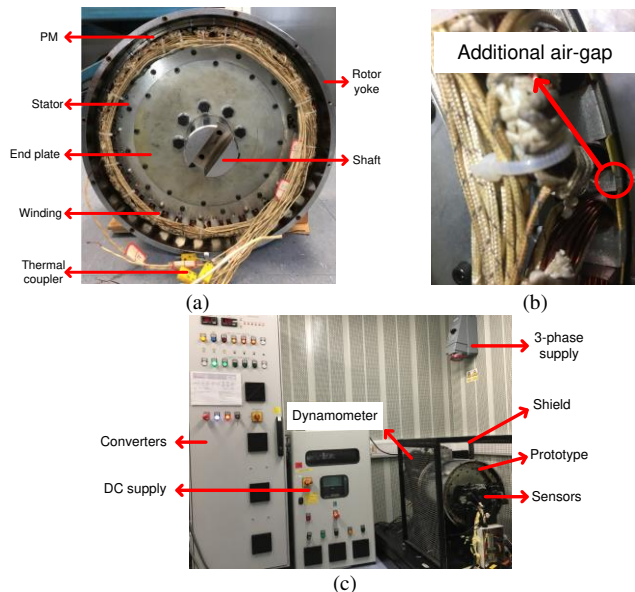 PM
Rotor
yoke
Stator
End plate
Shaft
Winding
Thermal
coupler
(a)
Additional air-gap
(b)
3-phase
supply
Shield
Dynamometer
Converters
Prototype
DC supply
Sensors
(c)